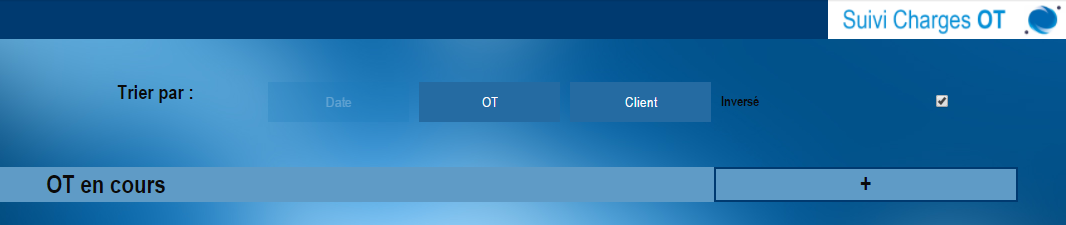 Suivi Charges OT
Trier par :
Date
OT
Client
Inversé
OT en cours
+